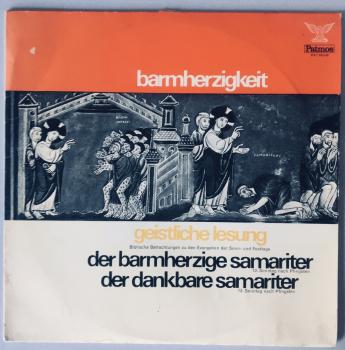 Patmos
barmherzigkeit
geistliche lesung
Biblische Betrachtungen zu den Evangelien der Sonn- und Festtage
der barmherzige samariter
12. Sonntag nach Pfingsten
der dankbare samariter
13. Sonntag nach Pfingsten